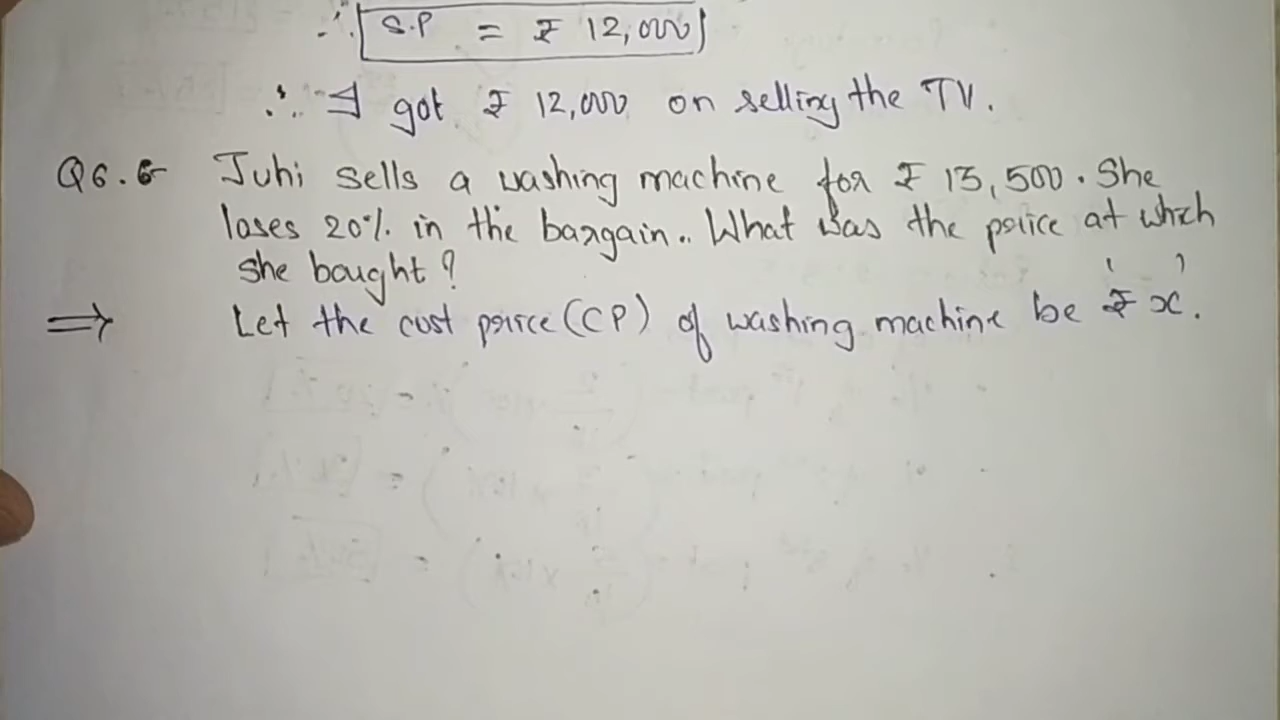 ∴ S.P = ₹ 12,000
∴ I got ₹ 12,000 on selling the TV.
Q6. Juhi sells a washing machine for ₹ 13,500. She
loses 20% in the bargain. What was the price at which
she bought?
⇒ Let the cost price (CP) of washing machine be ₹ 'x'.